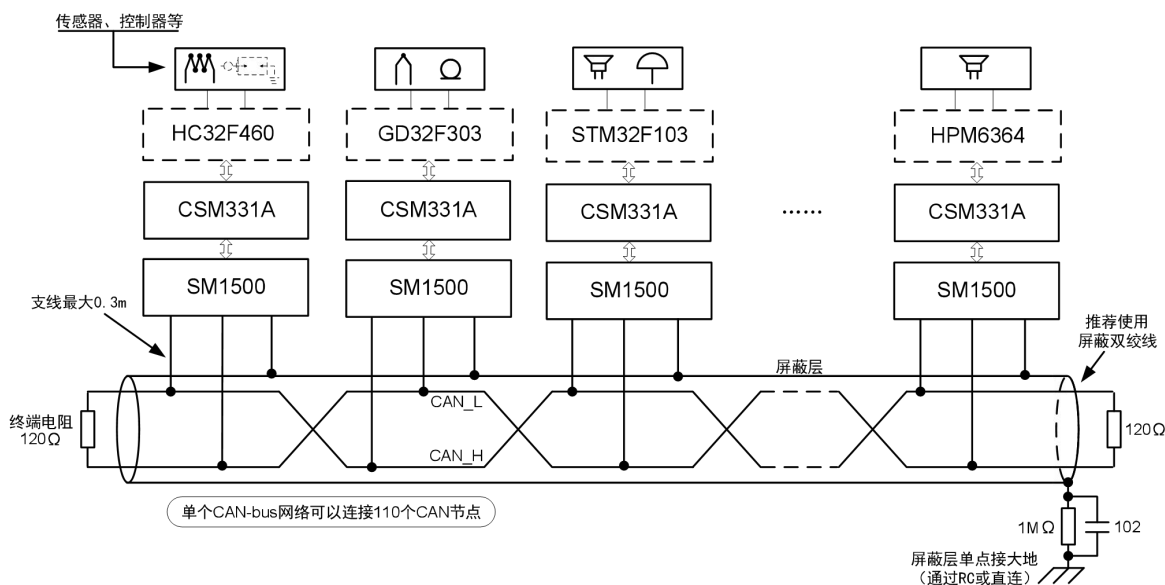 传感器、控制器等
HC32F460
GD32F303
STM32F103
HPM6364
CSM331A
CSM331A
CSM331A
……
CSM331A
SM1500
SM1500
SM1500
SM1500
支线最大0.3m
推荐使用
屏蔽双绞线
屏蔽层
终端电阻
120Ω
CAN_L
CAN_H
120Ω
单个CAN-bus网络可以连接110个CAN节点
1MΩ
102
屏蔽层单点接大地
（通过RC或直连）